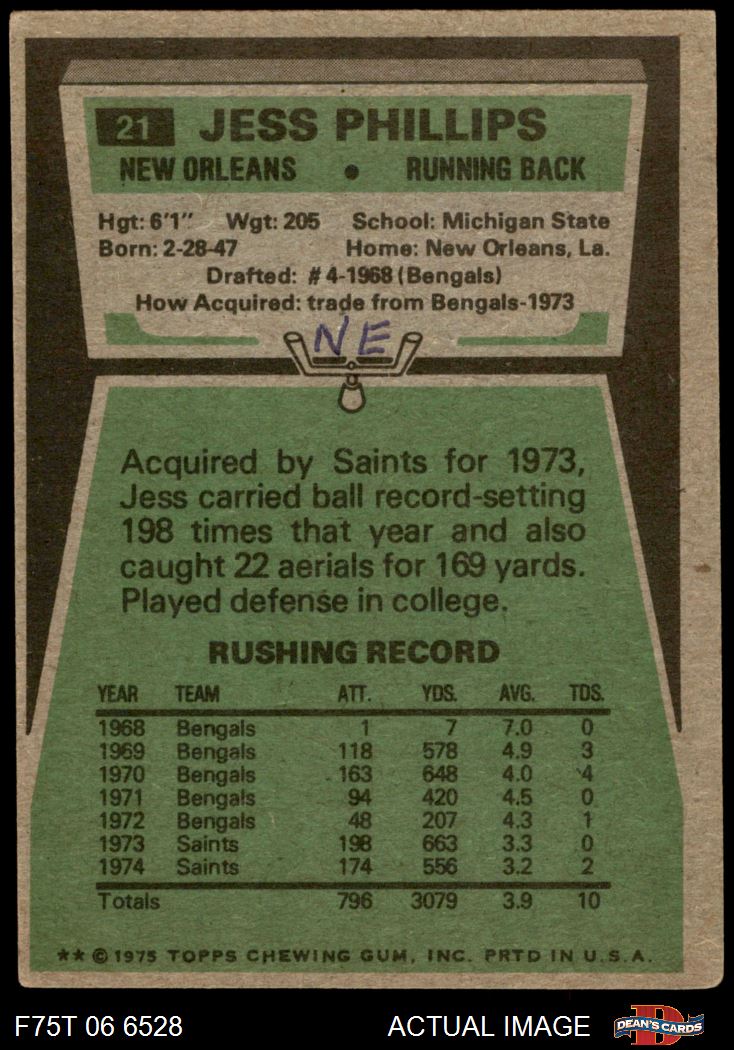 21 JESS PHILLIPS
NEW ORLEANS • RUNNING BACK
Hgt: 6'1" Wgt: 205 School: Michigan State
Born: 2-28-47 Home: New Orleans, La.
Drafted: #4-1968 (Bengals)
How Acquired: trade from Bengals-1973
NE
Acquired by Saints for 1973,
Jess carried ball record-setting
198 times that year and also
caught 22 aerials for 169 yards.
Played defense in college.
RUSHING RECORD
YEAR TEAM ATT. YDS. AVG. TDS.
1968 Bengals 1 7 7.0 0
1969 Bengals 118 578 4.9 3
1970 Bengals 163 648 4.0 4
1971 Bengals 94 420 4.5 0
1972 Bengals 48 207 4.3 1
1973 Saints 198 663 3.3 0
1974 Saints 174 556 3.2 2
Totals 796 3079 3.9 10
** © 1975 TOPPS CHEWING GUM, INC. PRTD IN U.S.A.
F75T 06 6528 ACTUAL IMAGE D DEAN'S CARDS